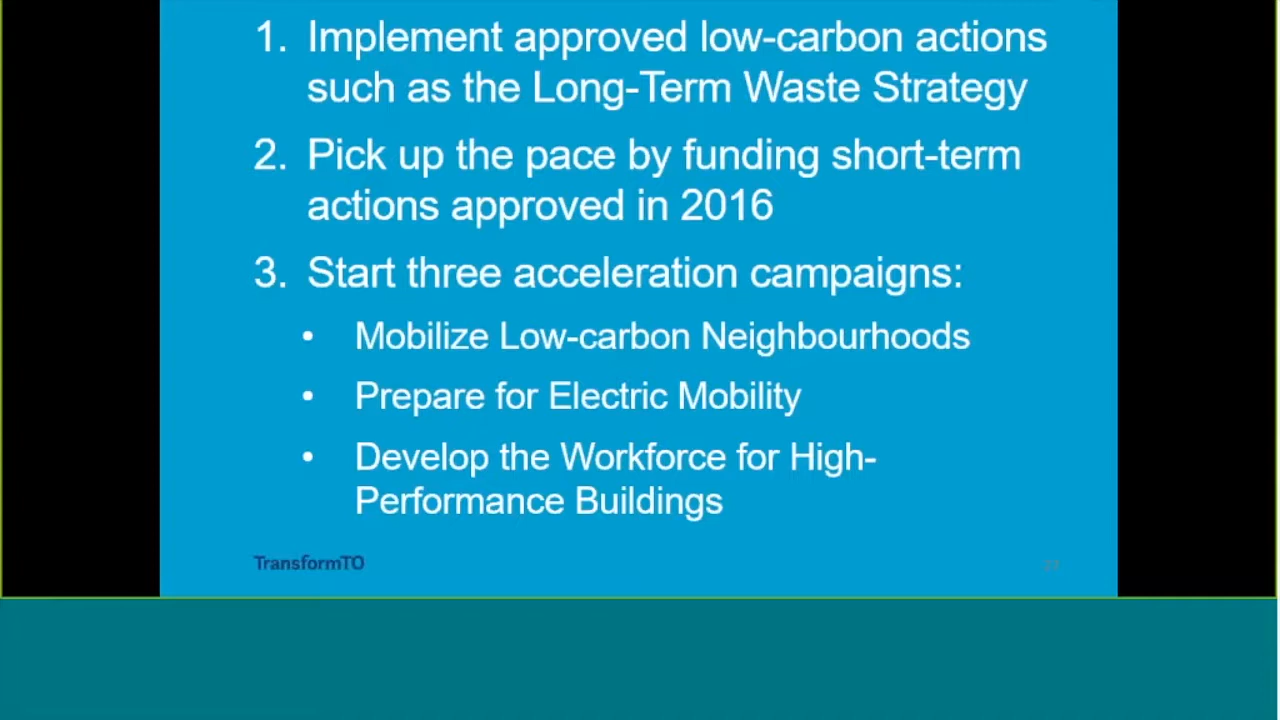 1. Implement approved low-carbon actions
such as the Long-Term Waste Strategy
2. Pick up the pace by funding short-term
actions approved in 2016
3. Start three acceleration campaigns:
• Mobilize Low-carbon Neighbourhoods
• Prepare for Electric Mobility
• Develop the Workforce for High-
Performance Buildings
TransformTO